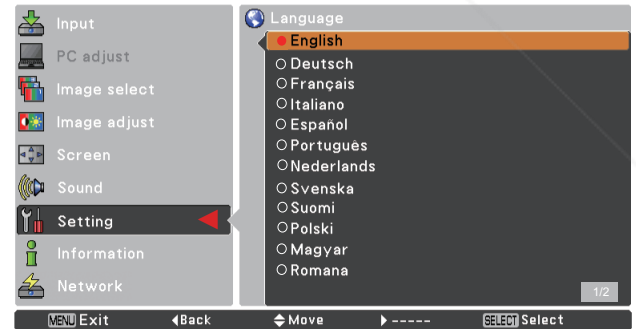 Input
PC adjust
Image select
Image adjust
Screen
Sound
Setting
Information
Network
Language
English
Deutsch
Français
Italiano
Español
Português
Nederlands
Svenska
Suomi
Polski
Magyar
Romana
1/2
MENU Exit ◀Back Move ▶ ----- SELECT Select